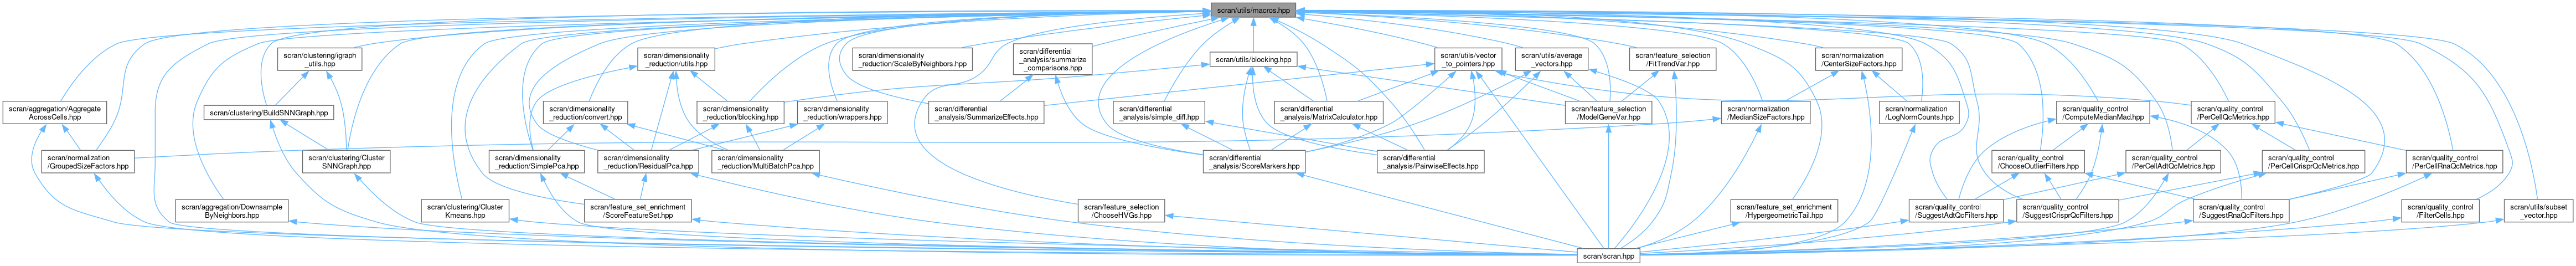 scran/utils/macros.hpp
scran/clustering/igraph
_utils.hpp
scran/dimensionality
_reduction/utils.hpp
scran/dimensionality
_reduction/ScaleByNeighbors.hpp
scran/differential
_analysis/summarize
_comparisons.hpp
scran/utils/blocking.hpp
scran/utils/vector
_to_pointers.hpp
scran/utils/average
_vectors.hpp
scran/feature_selection
/FitTrendVar.hpp
scran/normalization
/CenterSizeFactors.hpp
scran/aggregation/Aggregate
AcrossCells.hpp
scran/clustering/BuildSNNGraph.hpp
scran/dimensionality
_reduction/convert.hpp
scran/dimensionality
_reduction/blocking.hpp
scran/dimensionality
_reduction/wrappers.hpp
scran/differential
_analysis/SummarizeEffects.hpp
scran/differential
_analysis/simple_diff.hpp
scran/differential
_analysis/MatrixCalculator.hpp
scran/feature_selection
/ModelGeneVar.hpp
scran/normalization
/MedianSizeFactors.hpp
scran/normalization
/LogNormCounts.hpp
scran/quality_control
/ComputeMedianMad.hpp
scran/quality_control
/PerCellQcMetrics.hpp
scran/normalization
/GroupedSizeFactors.hpp
scran/clustering/Cluster
SNNGraph.hpp
scran/dimensionality
_reduction/SimplePca.hpp
scran/dimensionality
_reduction/ResidualPca.hpp
scran/dimensionality
_reduction/MultiBatchPca.hpp
scran/differential
_analysis/ScoreMarkers.hpp
scran/differential
_analysis/PairwiseEffects.hpp
scran/quality_control
/ChooseOutlierFilters.hpp
scran/quality_control
/PerCellAdtQcMetrics.hpp
scran/quality_control
/PerCellCrisprQcMetrics.hpp
scran/quality_control
/PerCellRnaQcMetrics.hpp
scran/aggregation/Downsample
ByNeighbors.hpp
scran/clustering/Cluster
Kmeans.hpp
scran/feature_set_enrichment
/ScoreFeatureSet.hpp
scran/feature_selection
/ChooseHVGs.hpp
scran/feature_set_enrichment
/HypergeometricTail.hpp
scran/quality_control
/SuggestAdtQcFilters.hpp
scran/quality_control
/SuggestCrisprQcFilters.hpp
scran/quality_control
/SuggestRnaQcFilters.hpp
scran/quality_control
/FilterCells.hpp
scran/utils/subset
_vector.hpp
scran/scran.hpp